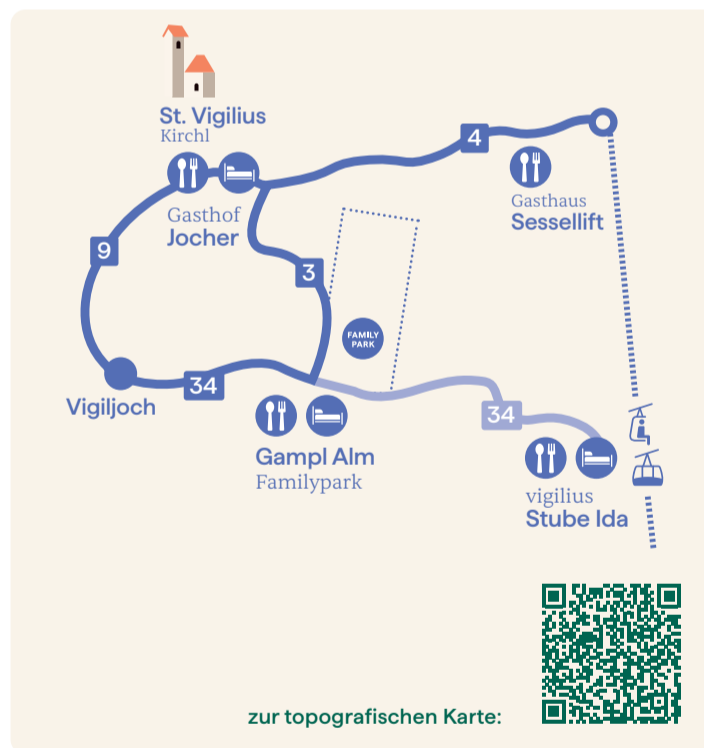 St. Vigilius
Kirchl
4
Gasthaus
Sessellift
Gasthof
Jocher
9
3
FAMILY
PARK
34
Vigiljoch
34
Gampl Alm
Familypark
vigilius
Stube Ida
zur topografischen Karte: